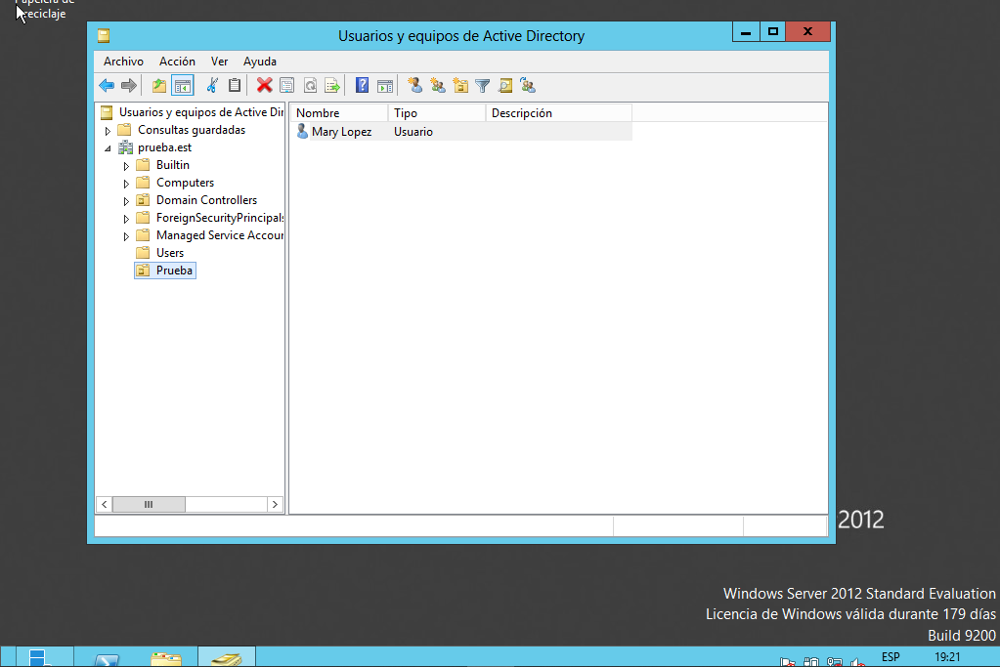 Papelera de
reciclaje
Usuarios y equipos de Active Directory
Archivo Acción Ver Ayuda
Usuarios y equipos de Active Dir
Nombre Tipo Descripción
Consultas guardadas
Mary Lopez Usuario
prueba.est
Builtin
Computers
Domain Controllers
ForeignSecurityPrincipals
Managed Service Accoun
Users
Prueba
2012
Windows Server 2012 Standard Evaluation
Licencia de Windows válida durante 179 días
Build 9200
ESP 19:21